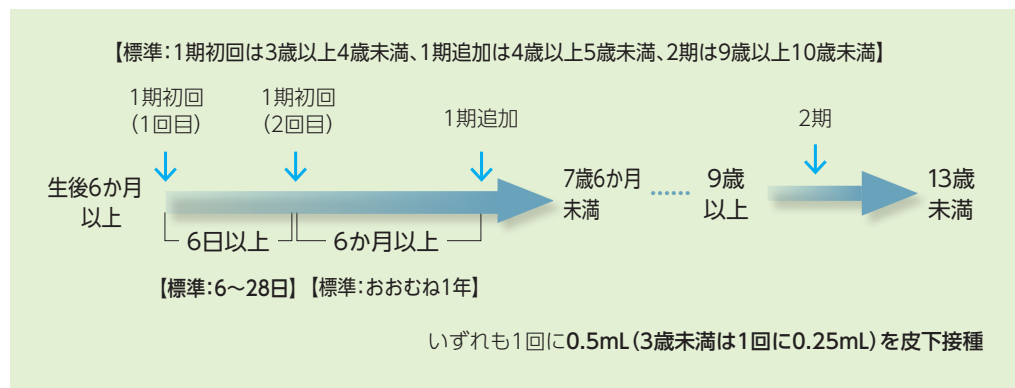 【標準：1期初回は3歳以上4歳未満、1期追加は4歳以上5歳未満、2期は9歳以上10歳未満】
1期初回
（1回目）
1期初回
（2回目）
1期追加
2期
生後6か月
以上
7歳6か月
未満
9歳
以上
13歳
未満
6日以上
6か月以上
【標準：6〜28日】
【標準：おおむね1年】
いずれも1回に0.5mL（3歳未満は1回に0.25mL）を皮下接種